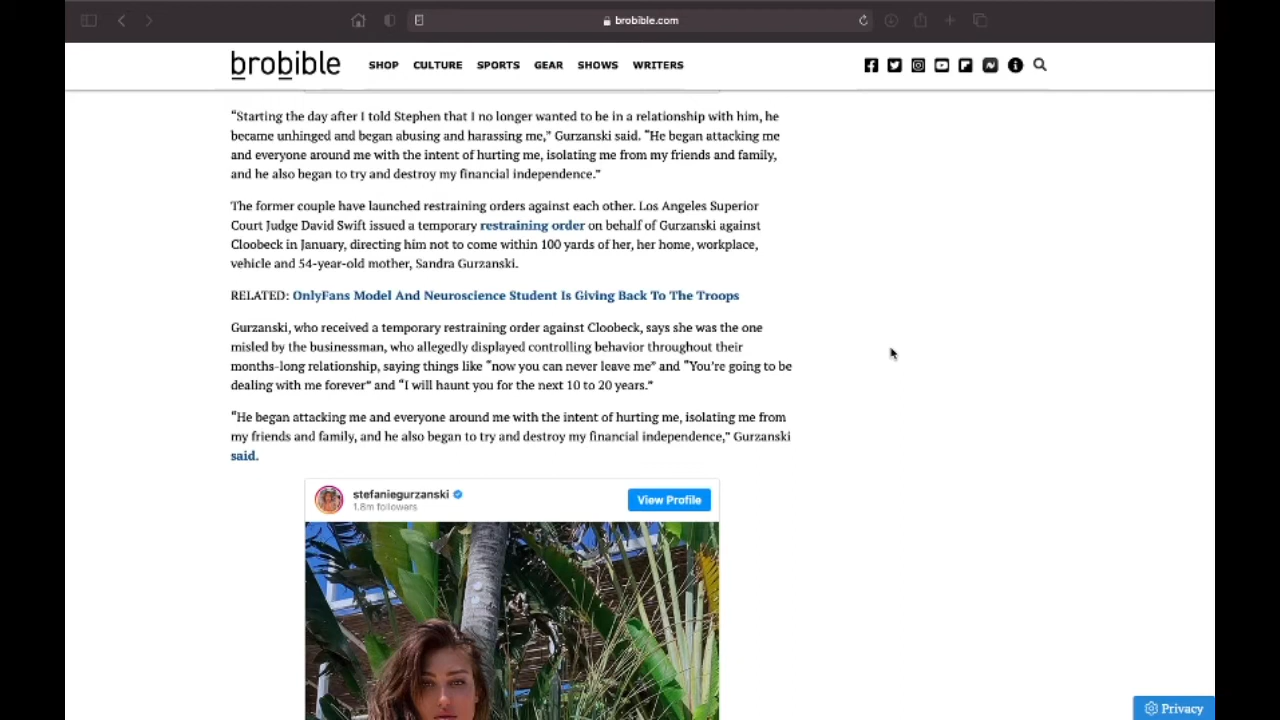 brobible.com
brobible
SHOP CULTURE SPORTS GEAR SHOWS WRITERS
“Starting the day after I told Stephen that I no longer wanted to be in a relationship with him, he
became unhinged and began abusing and harassing me,” Gurzanski said. “He began attacking me
and everyone around me with the intent of hurting me, isolating me from my friends and family,
and he also began to try and destroy my financial independence.”
The former couple have launched restraining orders against each other. Los Angeles Superior
Court Judge David Swift issued a temporary restraining order on behalf of Gurzanski against
Cloobeck in January, directing him not to come within 100 yards of her, her home, workplace,
vehicle and 54-year-old mother, Sandra Gurzanski.
RELATED: OnlyFans Model And Neuroscience Student Is Giving Back To The Troops
Gurzanski, who received a temporary restraining order against Cloobeck, says she was the one
misled by the businessman, who allegedly displayed controlling behavior throughout their
months-long relationship, saying things like “now you can never leave me” and “You’re going to be
dealing with me forever” and “I will haunt you for the next 10 to 20 years.”
“He began attacking me and everyone around me with the intent of hurting me, isolating me from
my friends and family, and he also began to try and destroy my financial independence,” Gurzanski
said.
stefaniegurzanski
1.8m followers
View Profile
Privacy